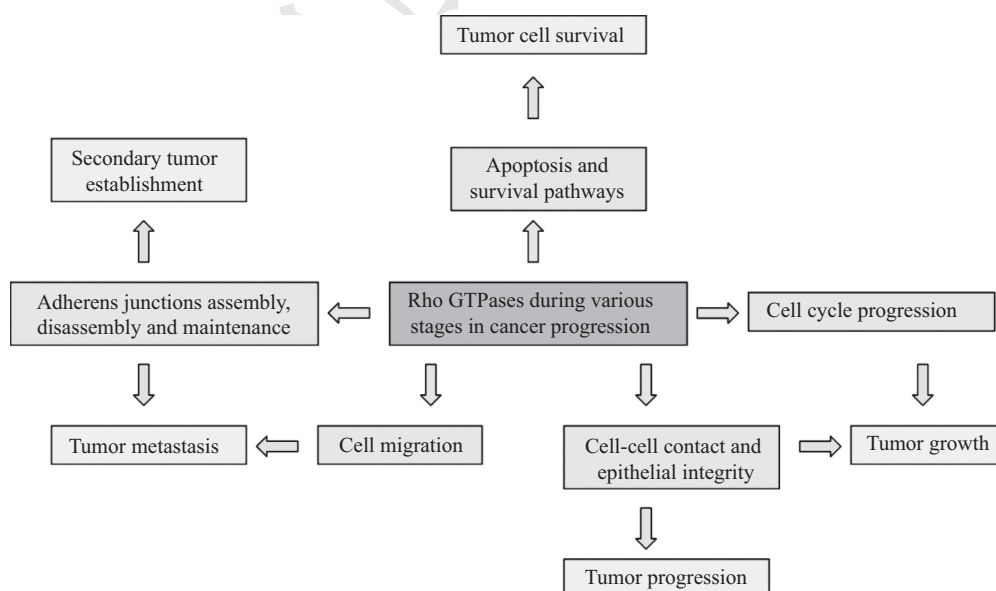 Tumor cell survival
Secondary tumor
establishment
Apoptosis and
survival pathways
Adherens junctions assembly,
disassembly and maintenance
Rho GTPases during various
stages in cancer progression
Cell cycle progression
Tumor metastasis
Cell migration
Cell-cell contact and
epithelial integrity
Tumor growth
Tumor progression